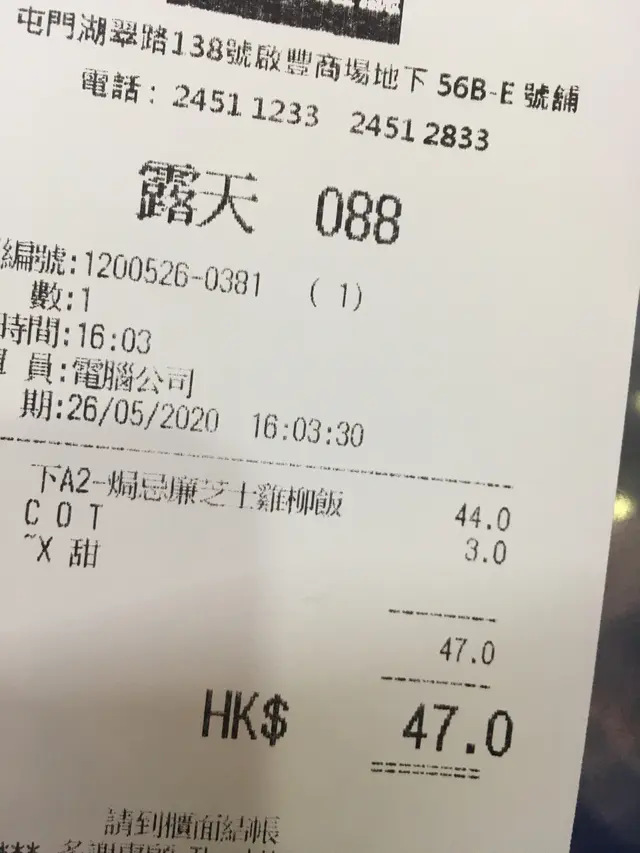 屯門湖翠路138號啟豐商場地下 56B-E 號舖
電話： 2451 1233 2451 2833
露天 088
編號:1200526-0381 ( 1)
數:1
時間:16:03
員:電腦公司
期:26/05/2020 16:03:30
下A2-焗忌廉芝士雞柳飯 44.0
C O T 3.0
~X 甜
47.0
HK$ 47.0
請到櫃面結帳
***